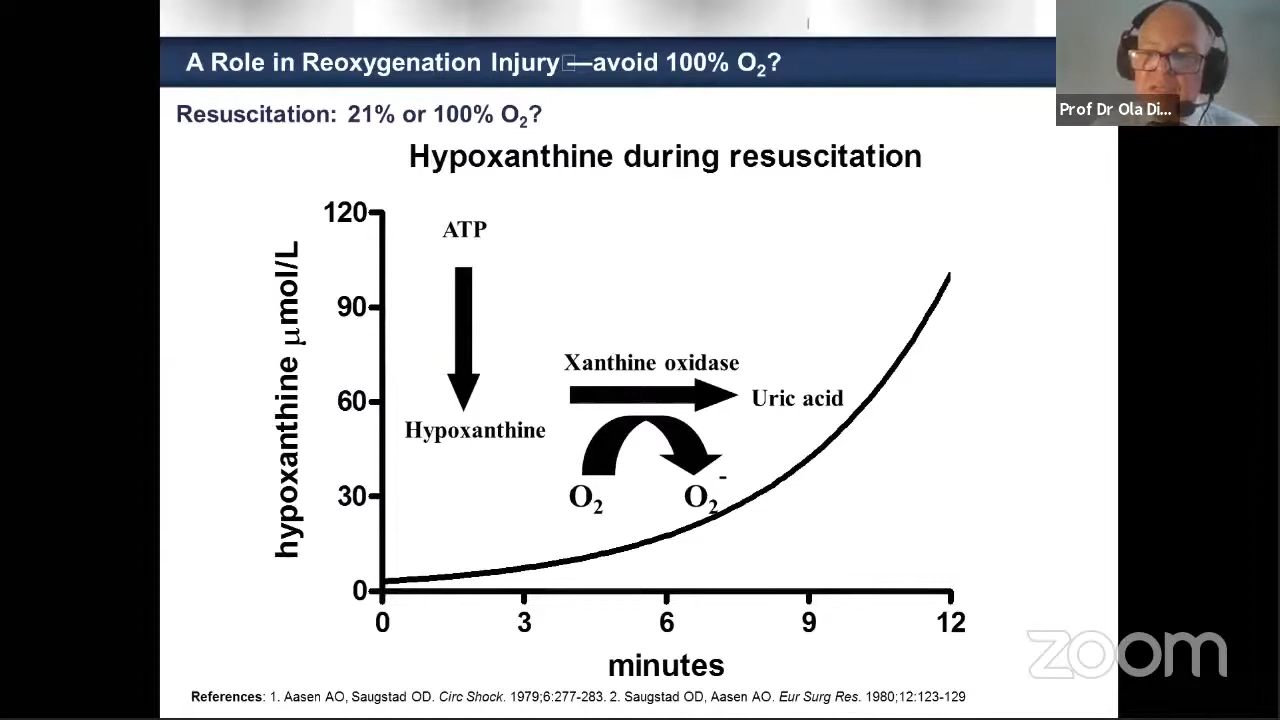 A Role in Reoxygenation Injury—avoid 100% O₂?
Prof Dr Ola Di...
Resuscitation: 21% or 100% O₂?
Hypoxanthine during resuscitation
120
90
60
30
0
hypoxanthine μmol/L
ATP
Xanthine oxidase
Uric acid
Hypoxanthine
O₂
O₂⁻
0 3 6 9 12
minutes
zoom
References: 1. Aasen AO, Saugstad OD. Circ Shock. 1979;6:277-283. 2. Saugstad OD, Aasen AO. Eur Surg Res. 1980;12:123-129